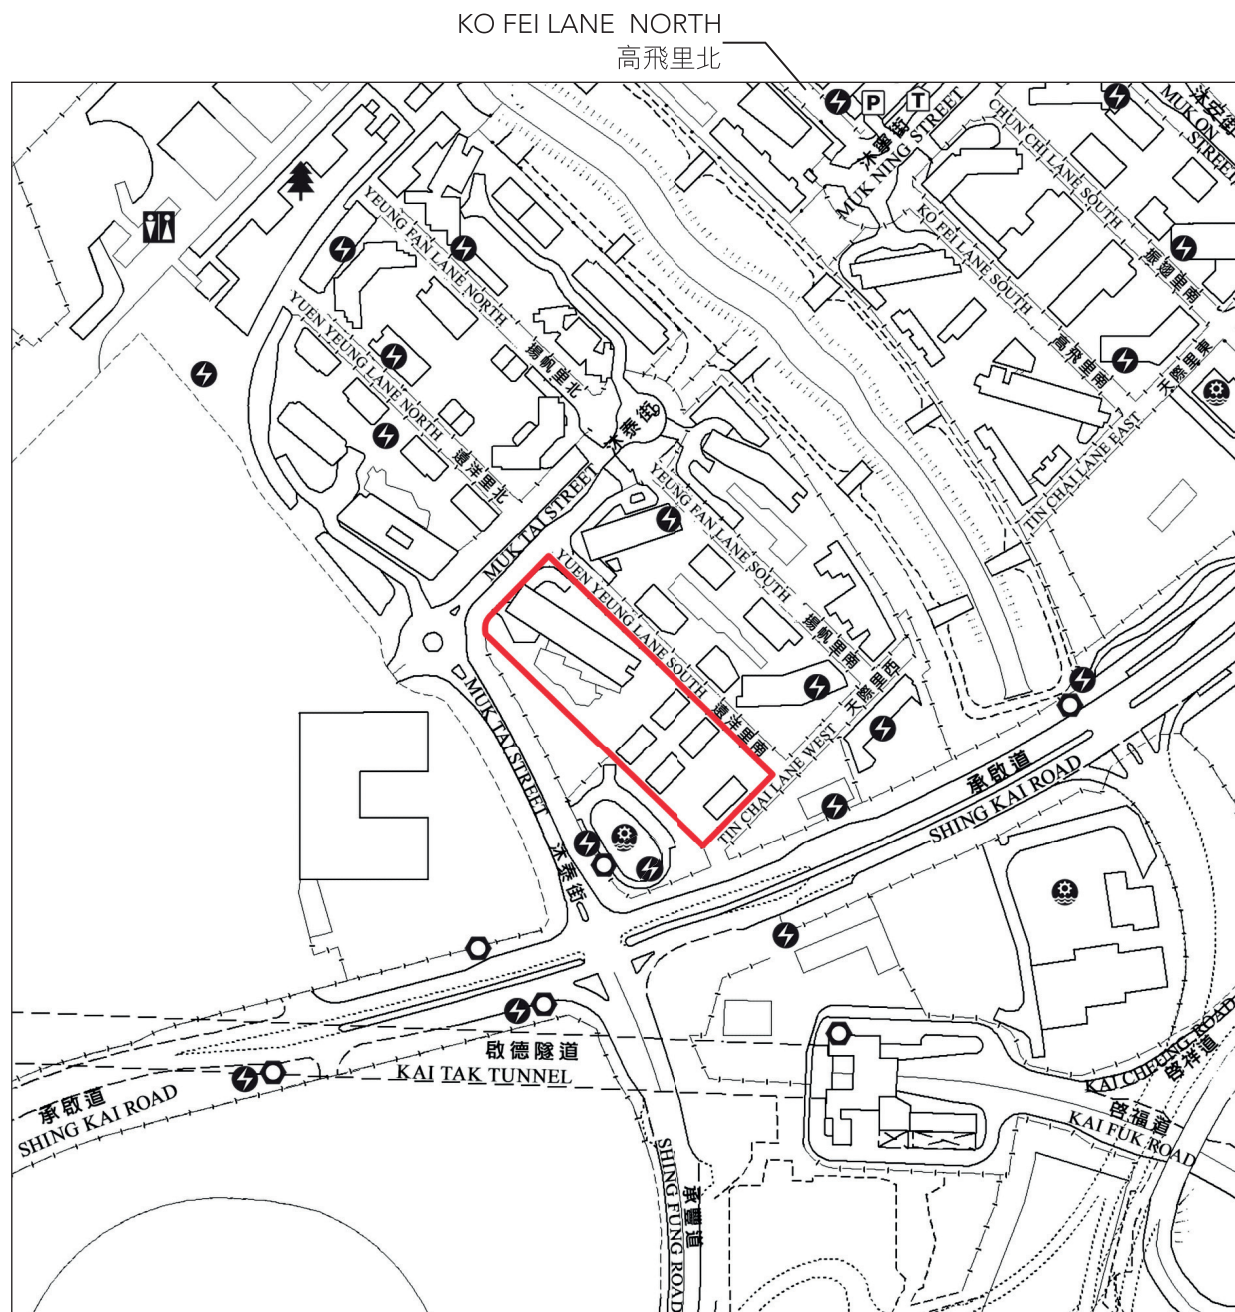 KO FEI LANE NORTH
高飛里北
P
T
沐安街
MUK ON STREET
沐寧街
MUK NING STREET
CHUN CHI LANE SOUTH
振翅里南
KO FEI LANE SOUTH
高飛里南
天際里東
TIN CHAI LANE EAST
YEUNG FAN LANE NORTH
揚帆里北
YUEN YEUNG LANE NORTH
遠洋里北
沐泰街
MUK TAI STREET
YEUNG FAN LANE SOUTH
揚帆里南
YUEN YEUNG LANE SOUTH
遠洋里南
天際里西
TIN CHAI LANE WEST
MUK TAI STREET
沐泰街
承啟道
SHING KAI ROAD
啟德隧道
KAI TAK TUNNEL
承啟道
SHING KAI ROAD
KAI CHEUNG ROAD
啓祥道
啓福道
KAI FUK ROAD
SHING FUNG ROAD
承豐道